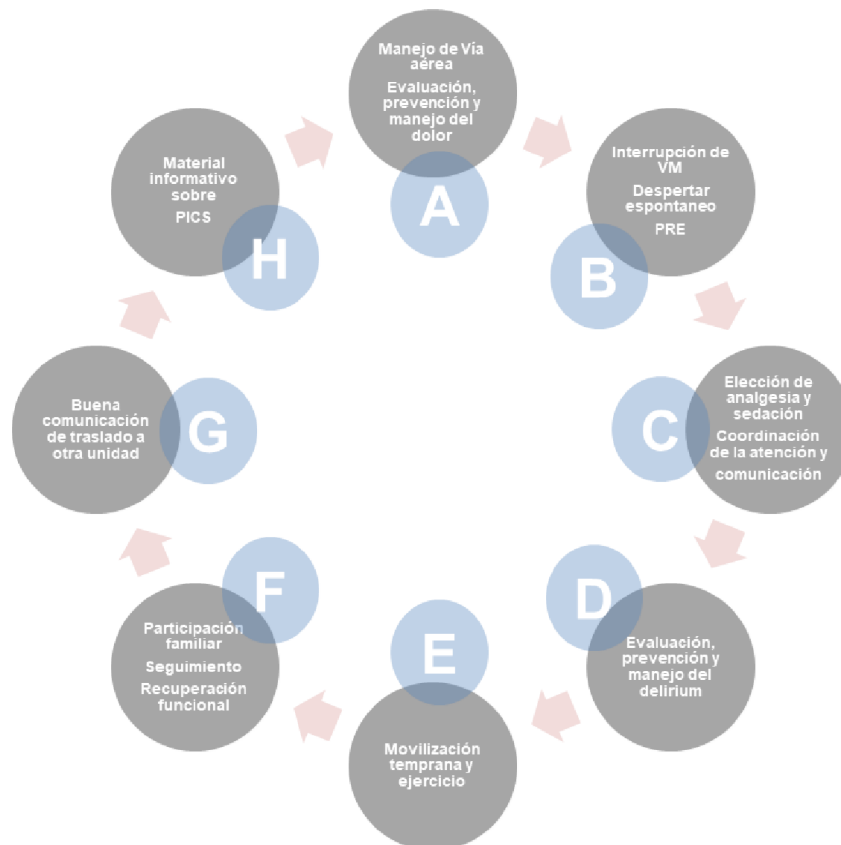 Manejo de Vía
aérea
Evaluación,
prevención y
manejo del
dolor
A
Interrupción de
VM
Despertar
espontaneo
PRE
B
Elección de
analgesia y
sedación
Coordinación
de la atención y
comunicación
C
D
Evaluación,
prevención y
manejo del
delirium
E
Movilización
temprana y
ejercicio
F
Participación
familiar
Seguimiento
Recuperación
funcional
G
Buena
comunicación
de traslado a
otra unidad
H
Material
informativo
sobre
PICS